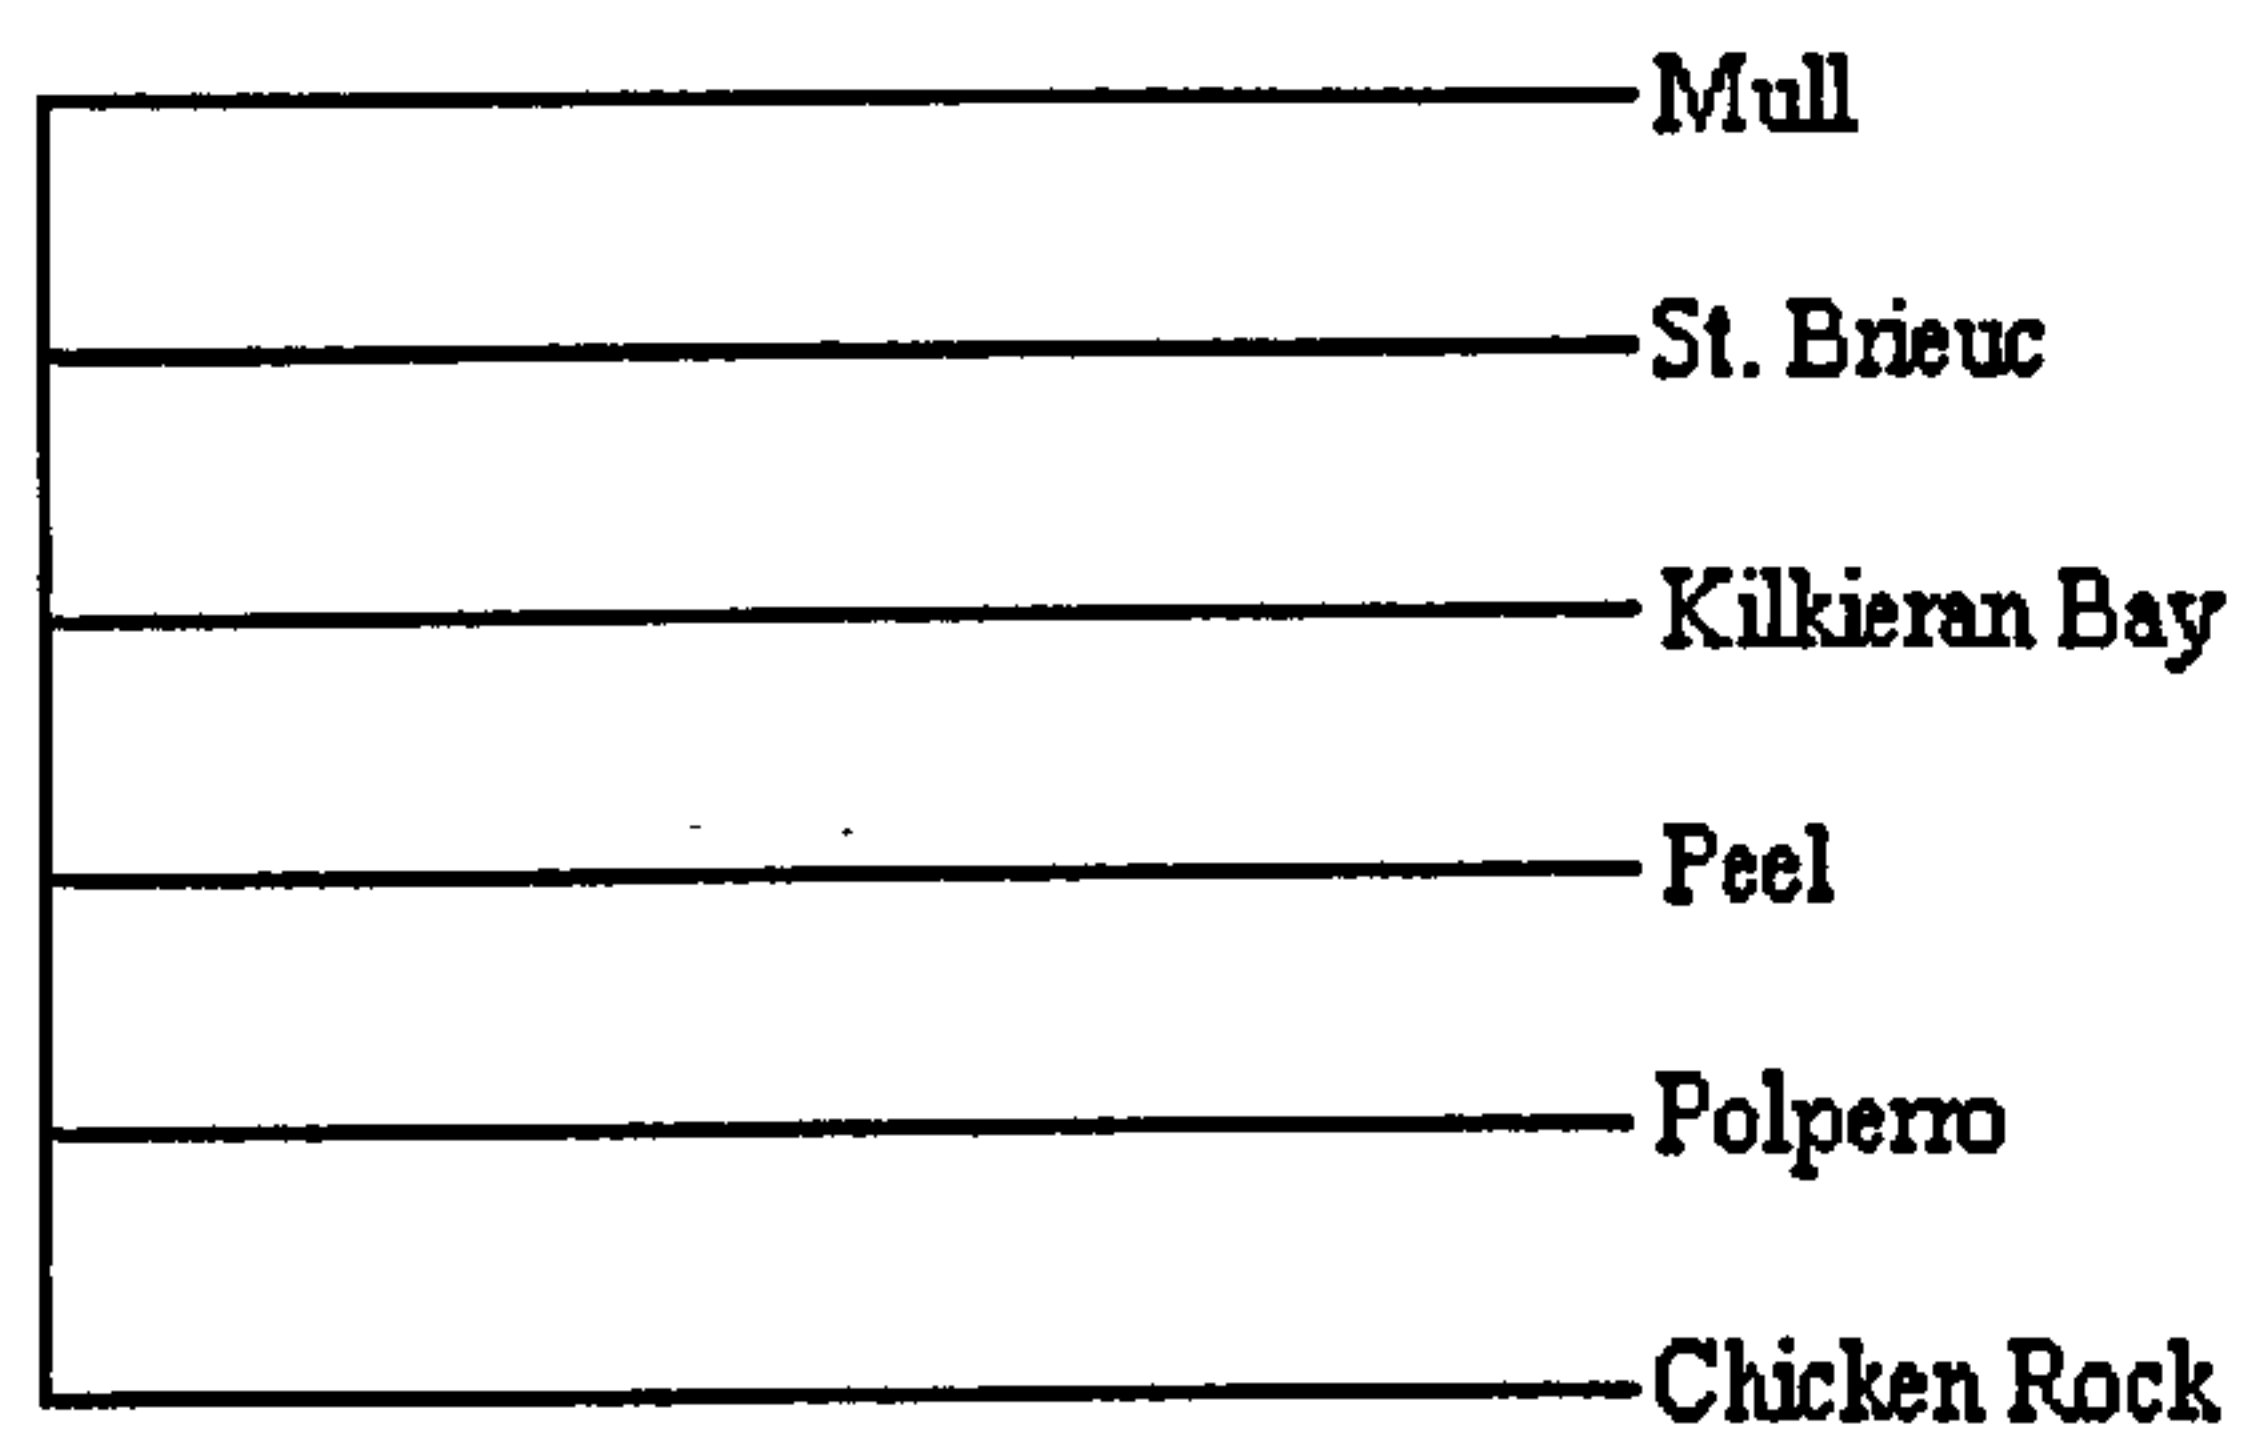 Mull
St. Brieuc
Kilkieran Bay
Peel
Polperro
Chicken Rock